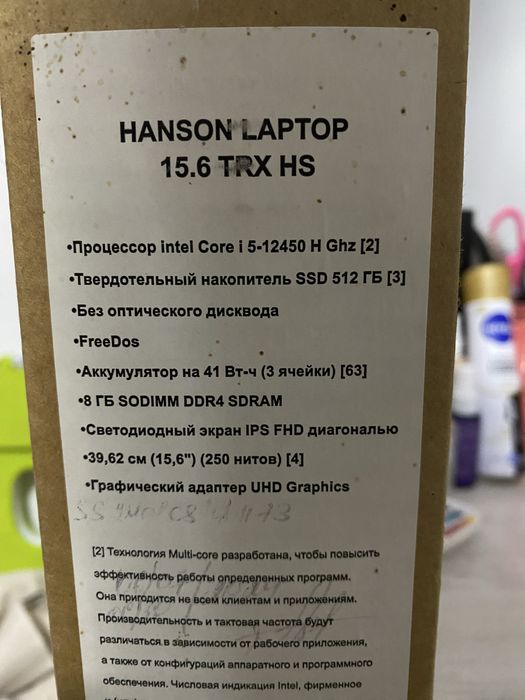 HANSON LAPTOP
15.6 TRX HS
•Процессор intel Core i 5-12450 H Ghz [2]
•Твердотельный накопитель SSD 512 ГБ [3]
•Без оптического дисквода
•FreeDos
•Аккумулятор на 41 Вт-ч (3 ячейки) [63]
•8 ГБ SODIMM DDR4 SDRAM
•Светодиодный экран IPS FHD диагональю
•39,62 см (15,6") (250 нитов) [4]
•Графический адаптер UHD Graphics
[2] Технология Multi-core разработана, чтобы повысить
эффективность работы определенных программ.
Она пригодится не всем клиентам и приложениям.
Производительность и тактовая частота будут
различаться в зависимости от рабочего приложения,
а также от конфигураций аппаратного и программного
обеспечения. Числовая индикация Intel, фирменное
NIVEA